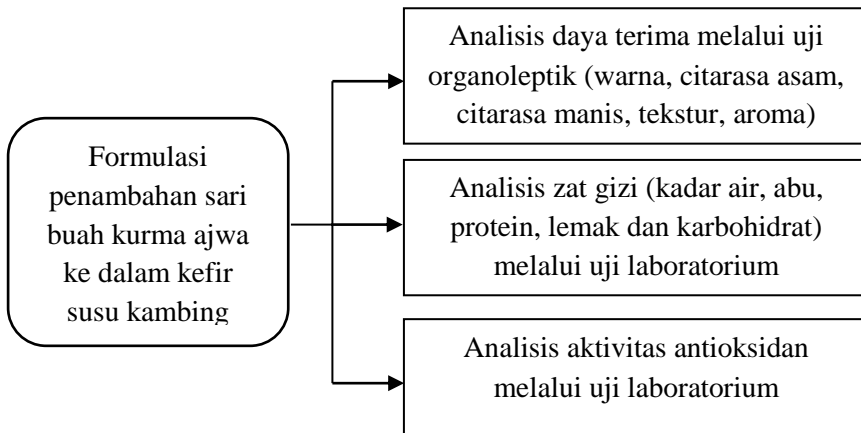 Formulasi
penambahan sari
buah kurma ajwa
ke dalam kefir
susu kambing
Analisis daya terima melalui uji
organoleptik (warna, citarasa asam,
citarasa manis, tekstur, aroma)
Analisis zat gizi (kadar air, abu,
protein, lemak dan karbohidrat)
melalui uji laboratorium
Analisis aktivitas antioksidan
melalui uji laboratorium